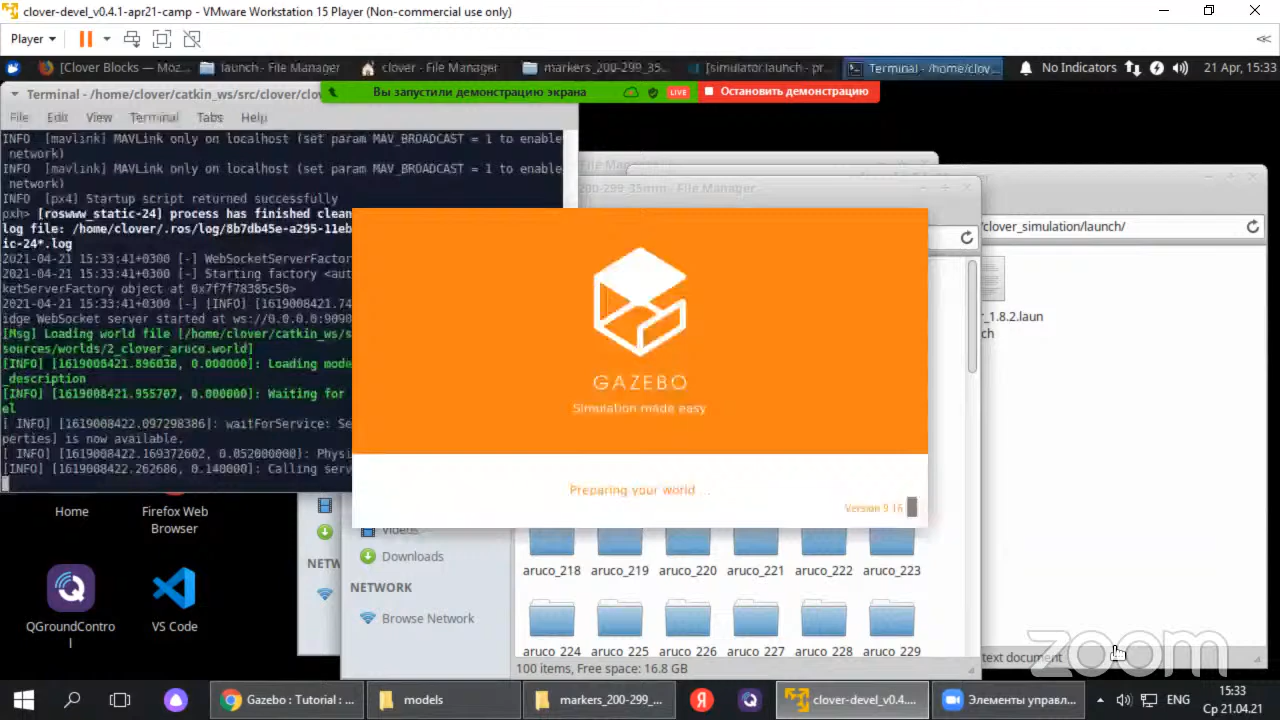 clover-devel_v0.4.1-apr21-camp - VMware Workstation 15 Player (Non-commercial use only)
Player
[Clover Blocks — Moz...
launch - File Manager
clover - File Manager
markers_200-299_35...
[simulator.launch - pr...
Terminal - /home/clov...
No Indicators
21 Apr, 15:33
Terminal - /home/clover/catkin_ws/src/clover/clov
Вы запустили демонстрацию экрана
LIVE
Остановить демонстрацию
File Edit View Terminal Tabs Help
INFO [mavlink] MAVLink only on localhost (set param MAV_BROADCAST = 1 to enable
network)
INFO [mavlink] MAVLink only on localhost (set param MAV_BROADCAST = 1 to enable
network)
INFO [px4] Startup script returned successfully
pxh> [roswww_static-24] process has finished clean
log file: /home/clover/.ros/log/8b7db45e-a295-11eb
ic-24*.log
2021-04-21 15:33:41+0300 [-] WebSocketServerFactor
2021-04-21 15:33:41+0300 [-] Starting factory <aut
ketServerFactory object at 0x7f7f78385c50>
2021-04-21 15:33:41+0300 [-] [INFO] [1619008421.74
idge WebSocket server started at ws://0.0.0.0:9090
[Msg] Loading world file [/home/clover/catkin_ws/s
sources/worlds/2_clover_aruco.world]
[INFO] [1619008421.896038, 0.000000]: Loading mode
_description
[INFO] [1619008421.955707, 0.000000]: Waiting for
el
[ INFO] [1619008422.097298386]: waitForService: Se
perties] is now available.
[ INFO] [1619008422.169372602, 0.052000000]: Physi
[INFO] [1619008422.262686, 0.140000]: Calling serv
File Manager
200-299_35mm - File Manager
/clover_simulation/launch/
_1.8.2.laun
ch
GAZEBO
Simulation made easy
Preparing your world ...
Version 9.16
Home
Firefox Web
Browser
QGroundContro
l
VS Code
NETW
Videos
Downloads
NETWORK
Browse Network
aruco_218 aruco_219 aruco_220 aruco_221 aruco_222 aruco_223
aruco_224 aruco_225 aruco_226 aruco_227 aruco_228 aruco_229
100 items, Free space: 16.8 GB
text document
zoom
Gazebo : Tutorial : ...
models
markers_200-299_...
Я
clover-devel_v0.4....
Элементы управл...
ENG
15:33
Ср 21.04.21